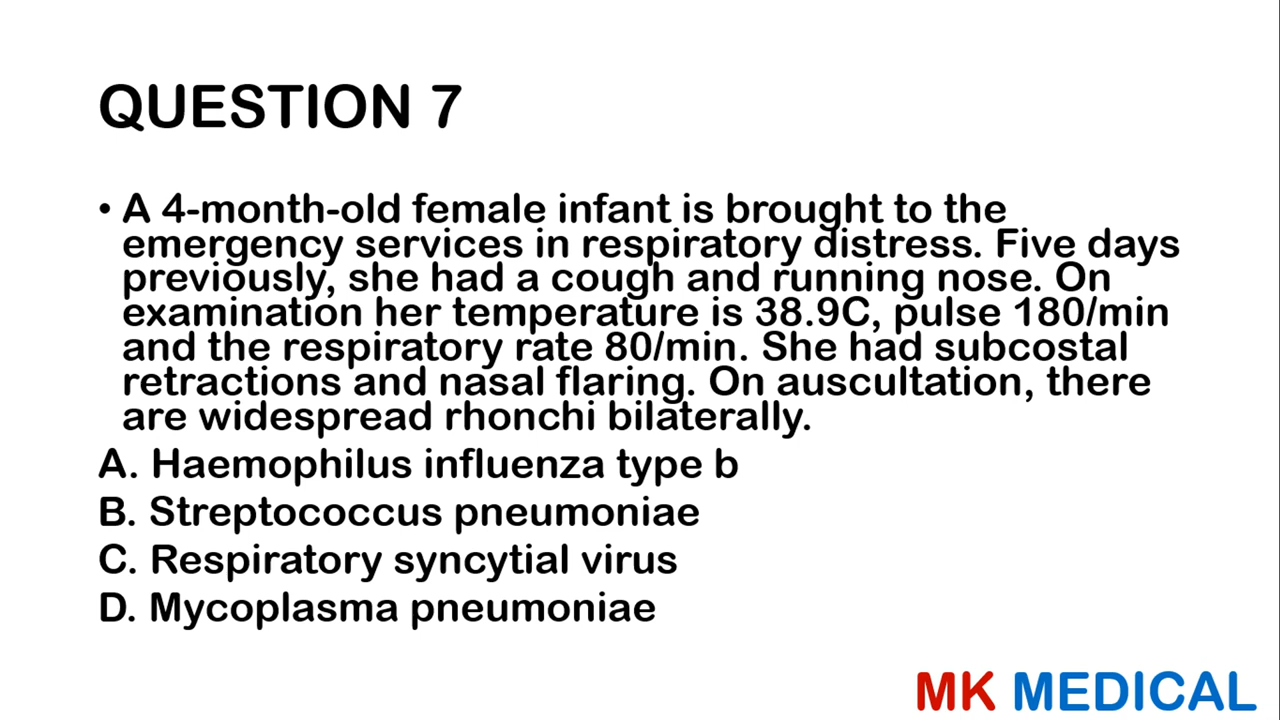 QUESTION 7
• A 4-month-old female infant is brought to the
emergency services in respiratory distress. Five days
previously, she had a cough and running nose. On
examination her temperature is 38.9C, pulse 180/min
and the respiratory rate 80/min. She had subcostal
retractions and nasal flaring. On auscultation, there
are widespread rhonchi bilaterally.
A. Haemophilus influenza type b
B. Streptococcus pneumoniae
C. Respiratory syncytial virus
D. Mycoplasma pneumoniae
MK MEDICAL